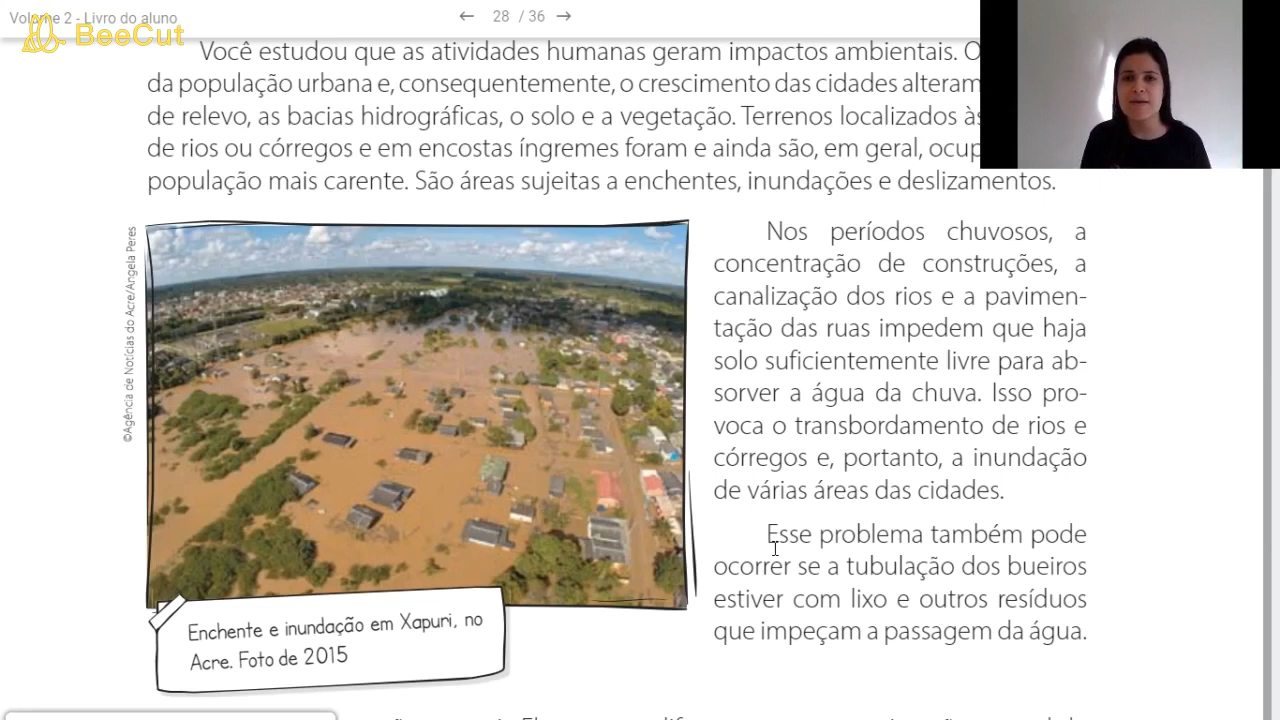 Volume 2 - Livro do aluno
28 / 36
BeeCut
Você estudou que as atividades humanas geram impactos ambientais. O
da população urbana e, consequentemente, o crescimento das cidades alteram
de relevo, as bacias hidrográficas, o solo e a vegetação. Terrenos localizados às
de rios ou córregos e em encostas íngremes foram e ainda são, em geral,
população mais carente. São áreas sujeitas a enchentes, inundações e deslizamentos.
©Agência de Notícias do Acre/Angela Peres
Nos períodos chuvosos, a
concentração de construções, a
canalização dos rios e a pavimen-
tação das ruas impedem que haja
solo suficientemente livre para ab-
sorver a água da chuva. Isso pro-
voca o transbordamento de rios e
córregos e, portanto, a inundação
de várias áreas das cidades.
Esse problema também pode
ocorrer se a tubulação dos bueiros
estiver com lixo e outros resíduos
que impeçam a passagem da água.
Enchente e inundação em Xapuri, no
Acre. Foto de 2015